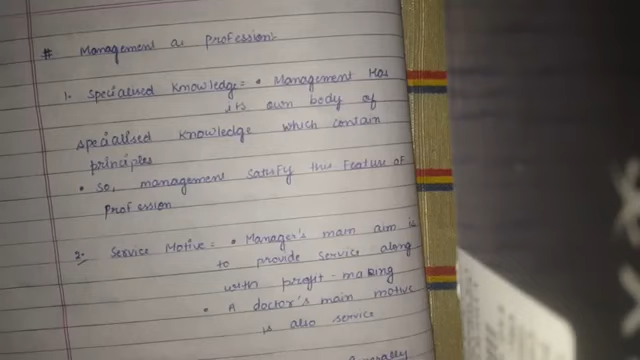 # Management as Profession:-
1. Specialised Knowledge = • Management has
its own body of
specialised knowledge which contain
principles
• So, management satisfy this feature of
profession
2:- Service Motive = • Manager's main aim is
to provide service along
with profit-making
• A doctor's main motive
is also service